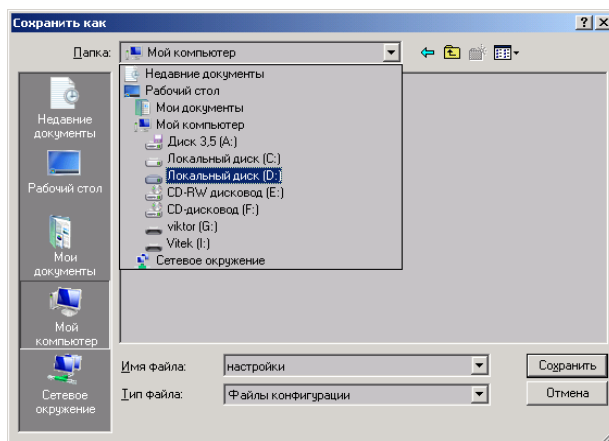 Сохранить как
Папка: Мой компьютер
Недавние документы
Рабочий стол
Мои документы
Мой компьютер
Диск 3,5 (A:)
Локальный диск (C:)
Локальный диск (D:)
CD-RW дисковод (E:)
CD-дисковод (F:)
viktor (G:)
Vitek (I:)
Сетевое окружение
Недавние
документы
Рабочий стол
Мои
документы
Мой
компьютер
Сетевое
окружение
Имя файла: настройки Сохранить
Тип файла: Файлы конфигурации Отмена